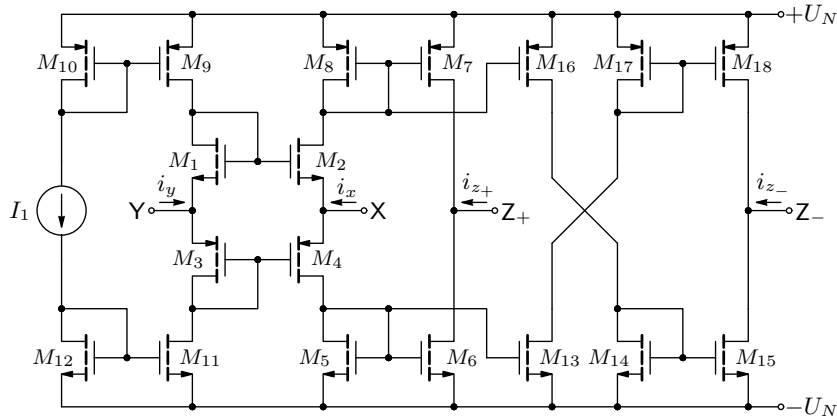 +U_N
M_10 M_9 M_8 M_7 M_16 M_17 M_18
M_1 M_2
i_y i_x i_{z+} i_{z−}
I_1 Y X Z_+ Z_−
M_3 M_4
M_12 M_11 M_5 M_6 M_13 M_14 M_15
−U_N